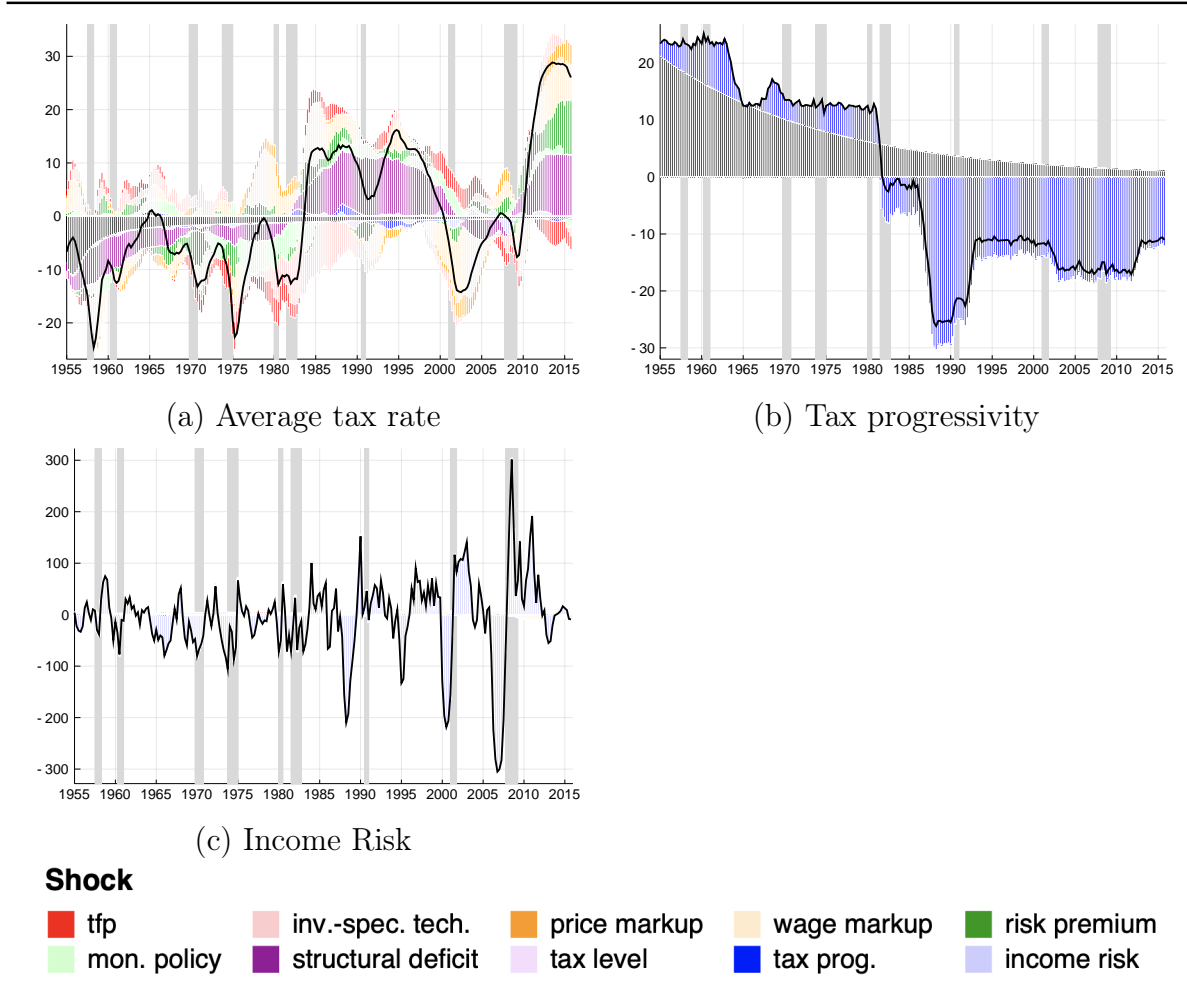 30
20
10
0
- 10
- 20
1955 1960 1965 1970 1975 1980 1985 1990 1995 2000 2005 2010 2015
(a) Average tax rate
20
10
0
- 10
- 20
- 30
1955 1960 1965 1970 1975 1980 1985 1990 1995 2000 2005 2010 2015
(b) Tax progressivity
300
200
100
0
- 100
- 200
- 300
1955 1960 1965 1970 1975 1980 1985 1990 1995 2000 2005 2010 2015
(c) Income Risk
Shock
tfp inv.-spec. tech. price markup wage markup risk premium
mon. policy structural deficit tax level tax prog. income risk